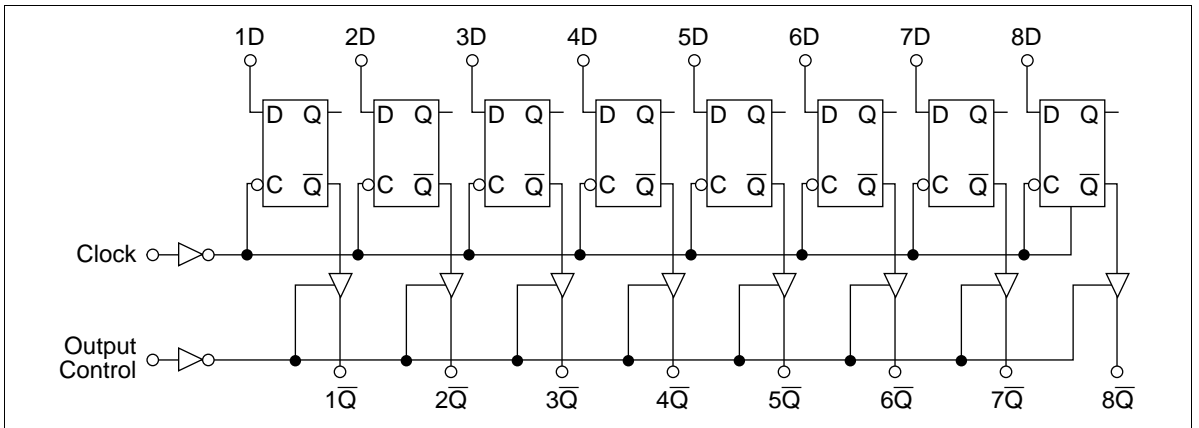 1D 2D 3D 4D 5D 6D 7D 8D
D Q D Q D Q D Q D Q D Q D Q D Q
C Q̅ C Q̅ C Q̅ C Q̅ C Q̅ C Q̅ C Q̅ C Q̅
Clock
Output
Control
1Q̅ 2Q̅ 3Q̅ 4Q̅ 5Q̅ 6Q̅ 7Q̅ 8Q̅